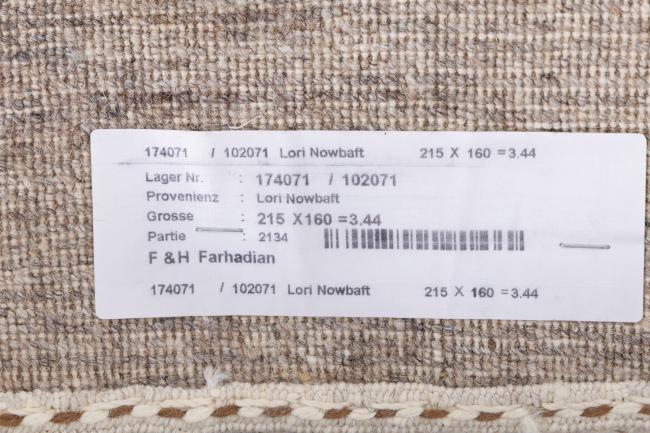 174071 / 102071 Lori Nowbaft 215 X 160 =3.44
Lager Nr. : 174071 / 102071
Provenienz : Lori Nowbaft
Grosse : 215 X160 =3.44
Partie : 2134
F &H Farhadian
174071 / 102071 Lori Nowbaft 215 X 160 =3.44